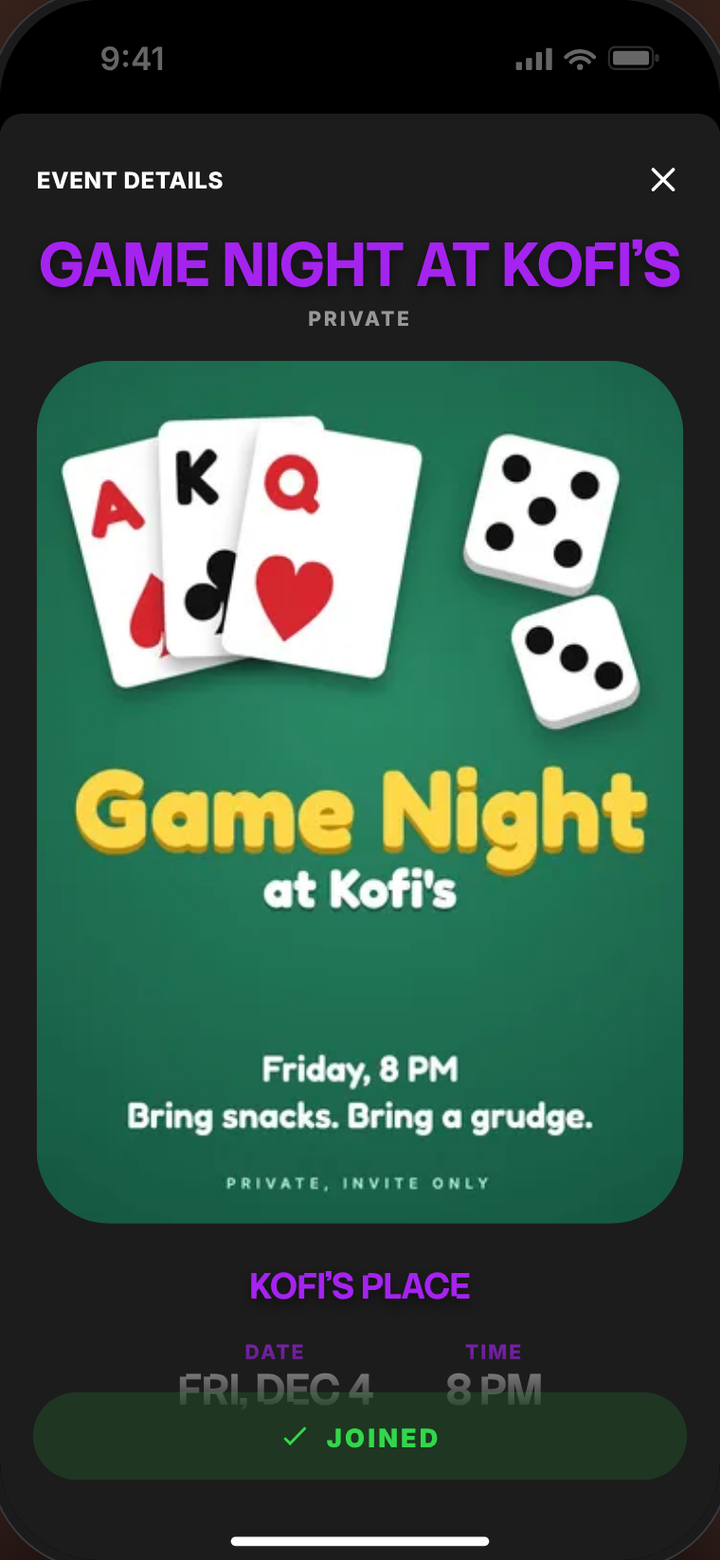 9:41
EVENT DETAILS
GAME NIGHT AT KOFI’S
PRIVATE
A
K
Q
Game Night
at Kofi's
Friday, 8 PM
Bring snacks. Bring a grudge.
PRIVATE, INVITE ONLY
KOFI’S PLACE
DATE TIME
FRI, DEC 4 8 PM
JOINED